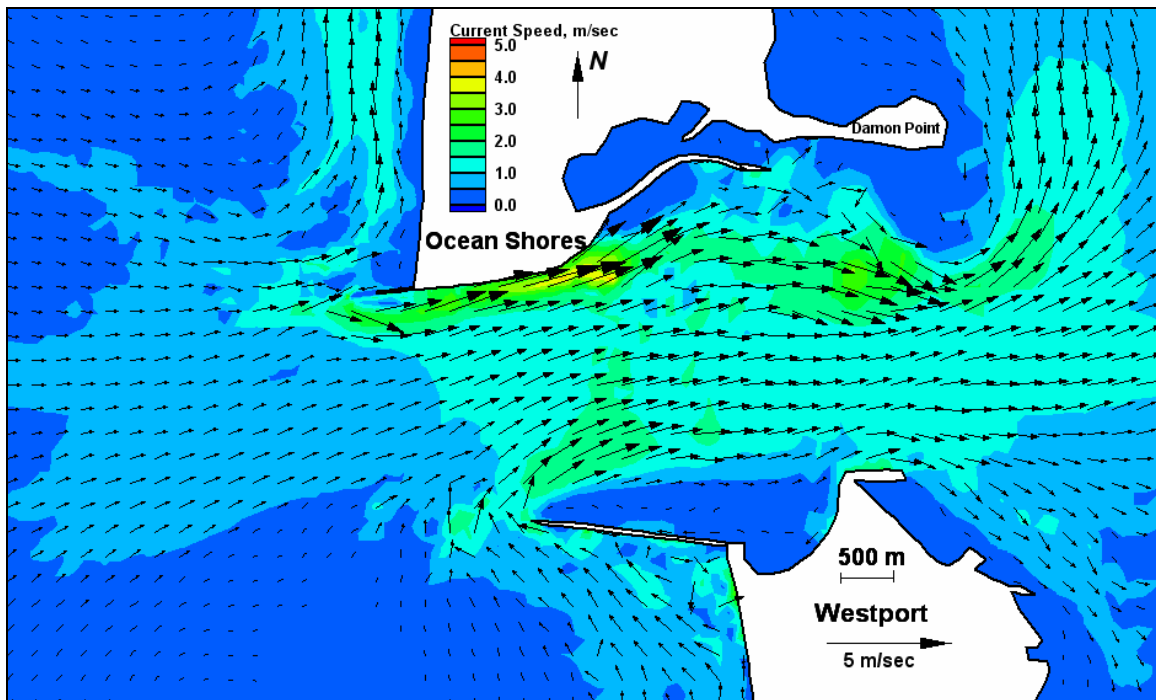 Current Speed, m/sec
5.0
4.0
3.0
2.0
1.0
0.0
N
Damon Point
Ocean Shores
500 m
Westport
5 m/sec